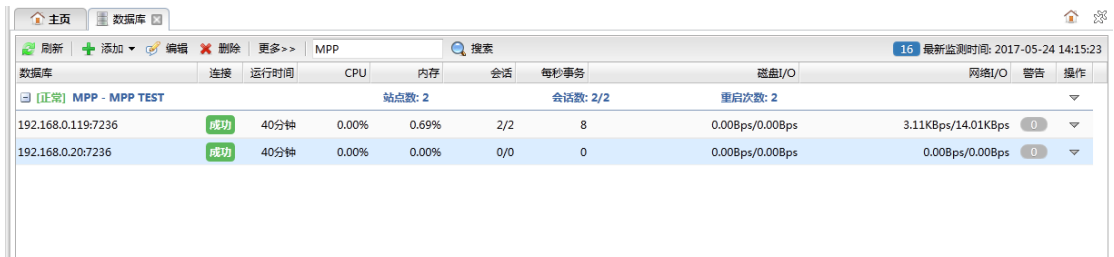 主页 数据库
刷新 添加 编辑 删除 更多>> MPP 搜索 16 最新监测时间: 2017-05-24 14:15:23
数据库 连接 运行时间 CPU 内存 会话 每秒事务 磁盘I/O 网络I/O 警告 操作
[正常] MPP - MPP TEST 站点数: 2 会话数: 2/2 重启次数: 2
192.168.0.119:7236 成功 40分钟 0.00% 0.69% 2/2 8 0.00Bps/0.00Bps 3.11KBps/14.01KBps 0
192.168.0.20:7236 成功 40分钟 0.00% 0.00% 0/0 0 0.00Bps/0.00Bps 0.00Bps/0.00Bps 0